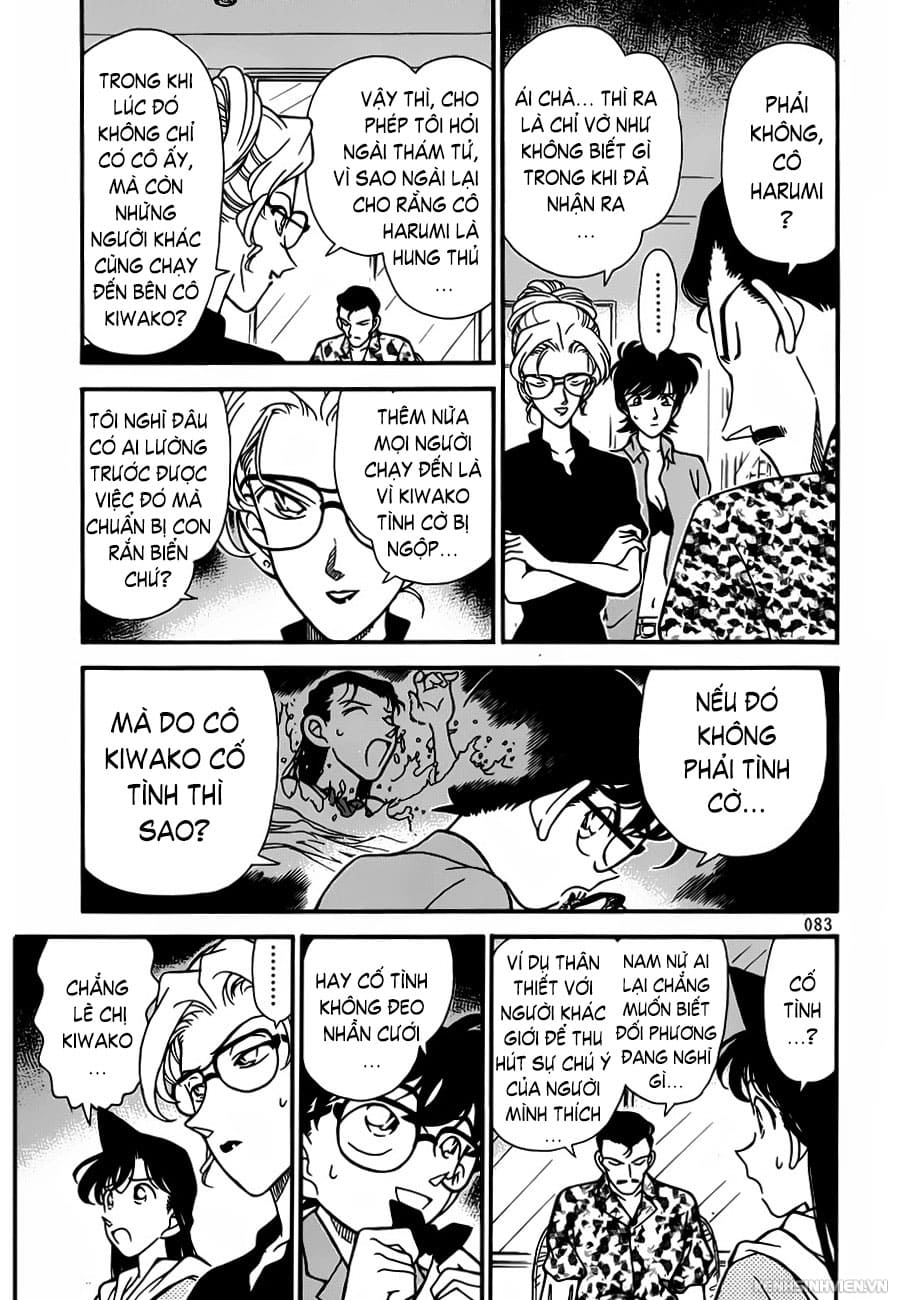 PHẢI
KHÔNG,
CÔ
HARUMI
?
ÁI CHÀ... THÌ RA
LÀ CHỈ VỜ NHƯ
KHÔNG BIẾT GÌ
TRONG KHI ĐÃ
NHẬN RA
...
........
VẬY THÌ, CHO
PHÉP TÔI HỎI
NGÀI THÁM TỬ,
VÌ SAO NGÀI LẠI
CHO RẰNG CÔ
HARUMI LÀ
HUNG THỦ
...
TRONG KHI
LÚC ĐÓ
KHÔNG CHỈ
CÓ CÔ ẤY,
MÀ CÒN
NHỮNG
NGƯỜI KHÁC
CŨNG CHẠY
ĐẾN BÊN CÔ
KIWAKO?
THÊM NỮA
MỌI NGƯỜI
CHẠY ĐẾN LÀ
VÌ KIWAKO
TÌNH CỜ BỊ
NGỘP...
TÔI NGHĨ ĐÂU
CÓ AI LƯỜNG
TRƯỚC ĐƯỢC
VIỆC ĐÓ MÀ
CHUẨN BỊ CON
RẮN BIỂN
CHỨ?
NẾU ĐÓ
KHÔNG
PHẢI TÌNH
CỜ...
MÀ DO CÔ
KIWAKO CỐ
TÌNH THÌ
SAO?
083
CỐ
TÌNH
...?
NAM NỮ AI
LẠI CHẲNG
MUỐN BIẾT
ĐỐI PHƯƠNG
ĐANG NGHĨ
GÌ...
VÍ DỤ THÂN
THIẾT VỚI
NGƯỜI KHÁC
GIỚI ĐỂ THU
HÚT SỰ CHÚ Ý
CỦA NGƯỜI
MÌNH THÍCH
...
HAY CỐ TÌNH
KHÔNG ĐEO
NHẪN CƯỚI
...
........
CHẲNG
LẼ CHỊ
KIWAKO
...
KENHSINHVIEN.VN